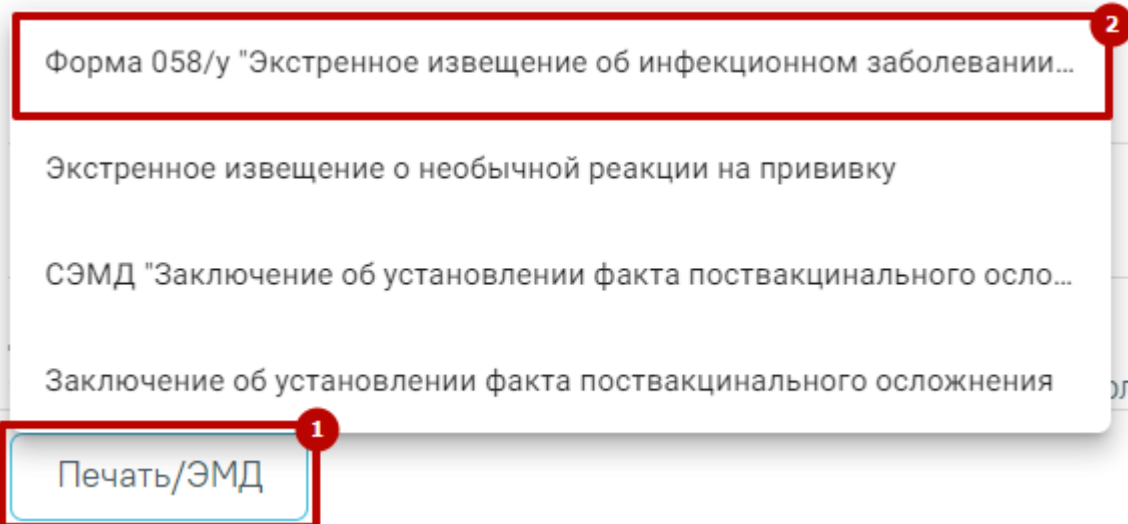 2
Форма 058/у "Экстренное извещение об инфекционном заболевании...
Экстренное извещение о необычной реакции на прививку
СЭМД "Заключение об установлении факта поствакцинального осло...
Заключение об установлении факта поствакцинального осложнения
1
Печать/ЭМД